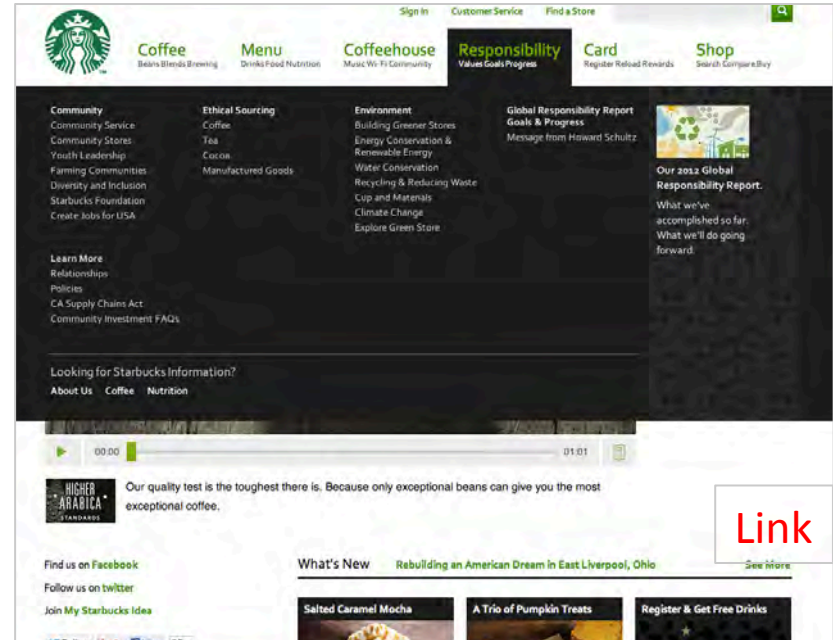 Sign In Customer Service Find a Store
Coffee
Beans Blends Brewing
Menu
Drinks Food Nutrition
Coffeehouse
Music Wi-Fi Community
Responsibility
Values Goals Progress
Card
Register Reload Rewards
Shop
Search Compare Buy
Community
Community Service
Community Stores
Youth Leadership
Farming Communities
Diversity and Inclusion
Starbucks Foundation
Create Jobs for USA
Ethical Sourcing
Coffee
Tea
Cocoa
Manufactured Goods
Environment
Building Greener Stores
Energy Conservation &
Renewable Energy
Water Conservation
Recycling & Reducing Waste
Cup and Materials
Climate Change
Explore Green Store
Global Responsibility Report
Goals & Progress
Message from Howard Schultz
Our 2012 Global
Responsibility Report.
What we've
accomplished so far.
What we'll do going
forward.
Learn More
Relationships
Policies
CA Supply Chains Act
Community Investment FAQs
Looking for Starbucks Information?
About Us Coffee Nutrition
00:00 01:01
HIGHER
ARABICA
STANDARDS
Our quality test is the toughest there is. Because only exceptional beans can give you the most
exceptional coffee.
Link
Find us on Facebook
Follow us on twitter
Join My Starbucks Idea
What's New Rebuilding an American Dream in East Liverpool, Ohio See More
Salted Caramel Mocha
A Trio of Pumpkin Treats
Register & Get Free Drinks